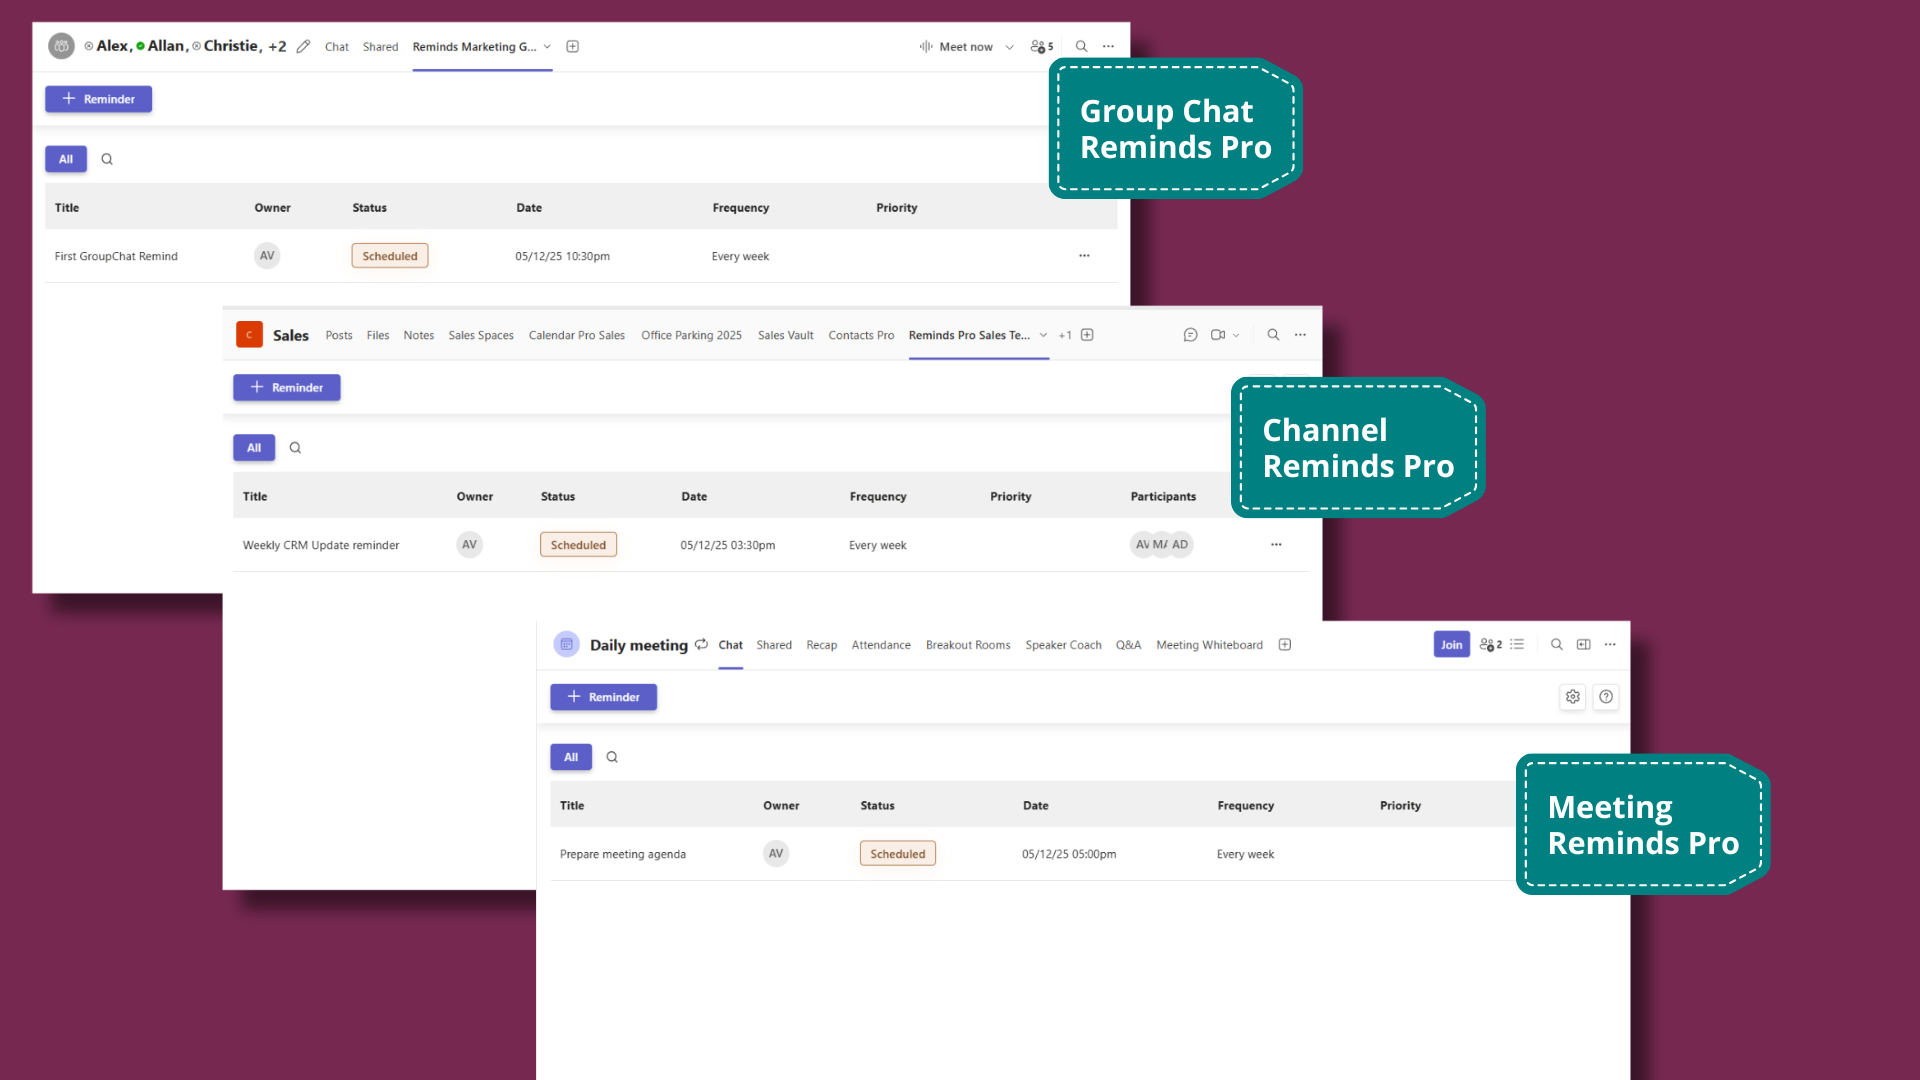 Alex, Allan, Christie, +2 Chat Shared Reminds Marketing G... Meet now 5
+ Reminder
All
Title Owner Status Date Frequency Priority
First GroupChat Remind AV Scheduled 05/12/25 10:30pm Every week
Group Chat
Reminds Pro
C Sales Posts Files Notes Sales Spaces Calendar Pro Sales Office Parking 2025 Sales Vault Contacts Pro Reminds Pro Sales Te... +1
+ Reminder
All
Title Owner Status Date Frequency Priority Participants
Weekly CRM Update reminder AV Scheduled 05/12/25 03:30pm Every week AV MA AD
Channel
Reminds Pro
Daily meeting Chat Shared Recap Attendance Breakout Rooms Speaker Coach Q&A Meeting Whiteboard Join 2
+ Reminder
All
Title Owner Status Date Frequency Priority
Prepare meeting agenda AV Scheduled 05/12/25 05:00pm Every week
Meeting
Reminds Pro